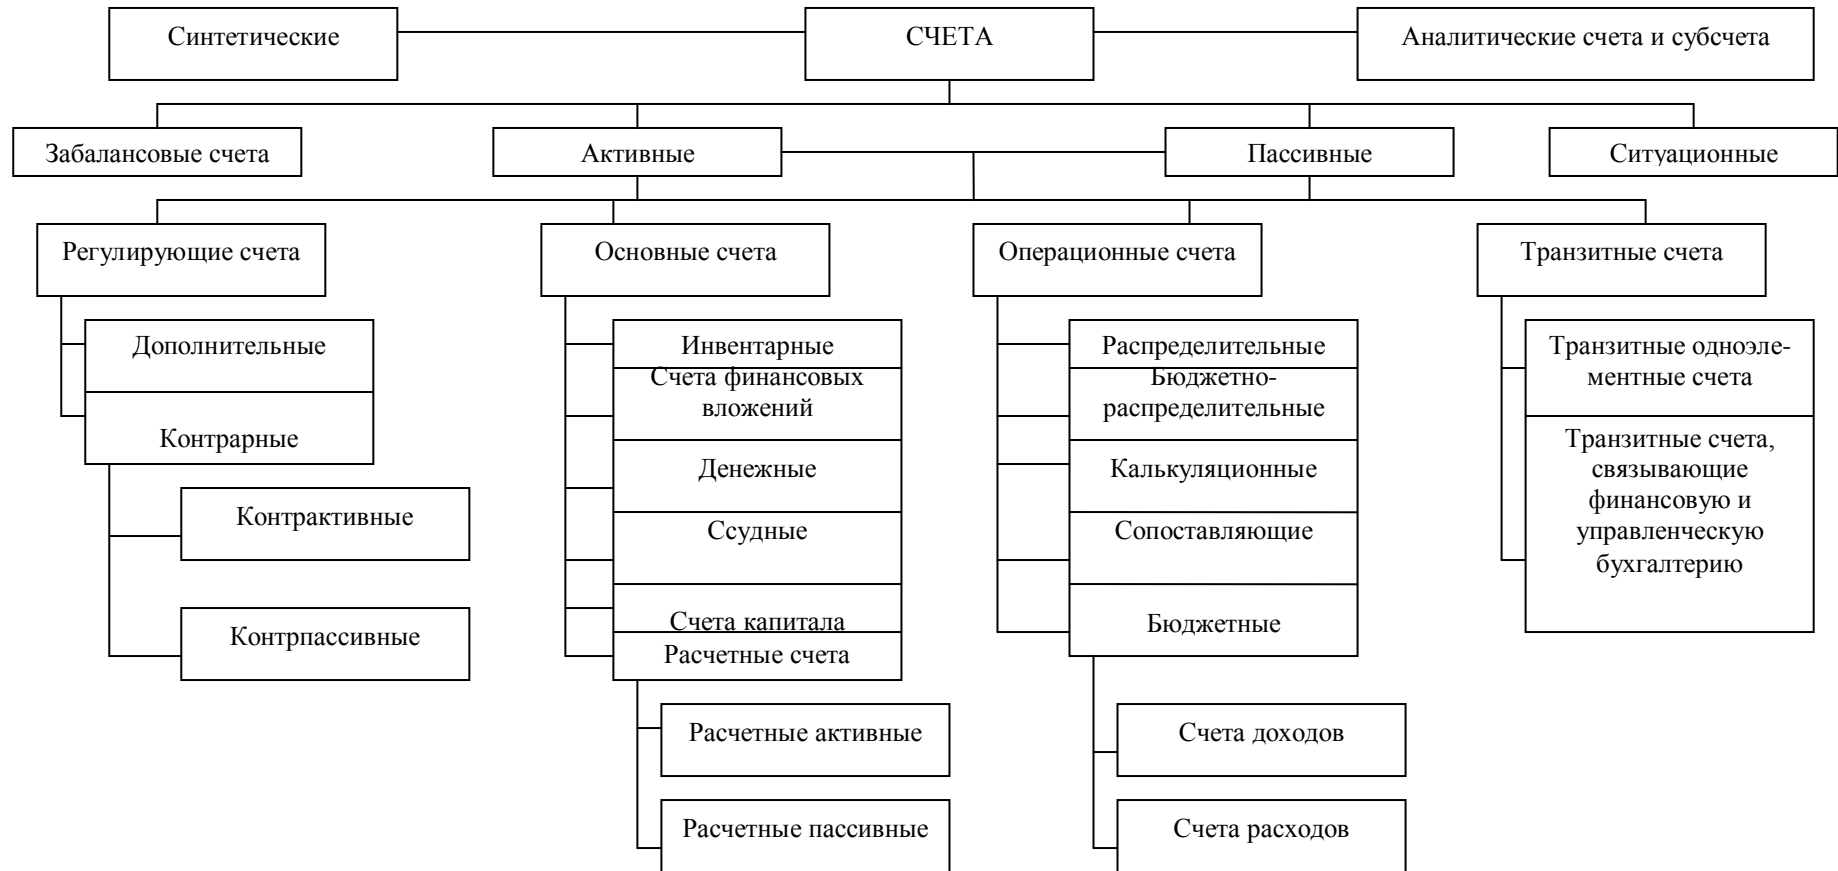 Синтетические
СЧЕТА
Аналитические счета и субсчета
Забалансовые счета
Активные
Пассивные
Ситуационные
Регулирующие счета
Основные счета
Операционные счета
Транзитные счета
Дополнительные
Контрарные
Контрактивные
Контрпассивные
Инвентарные
Счета финансовых
вложений
Денежные
Ссудные
Счета капитала
Расчетные счета
Расчетные активные
Расчетные пассивные
Распределительные
Бюджетно-
распределительные
Калькуляционные
Сопоставляющие
Бюджетные
Счета доходов
Счета расходов
Транзитные одноэле-
ментные счета
Транзитные счета,
связывающие
финансовую и
управленческую
бухгалтерию